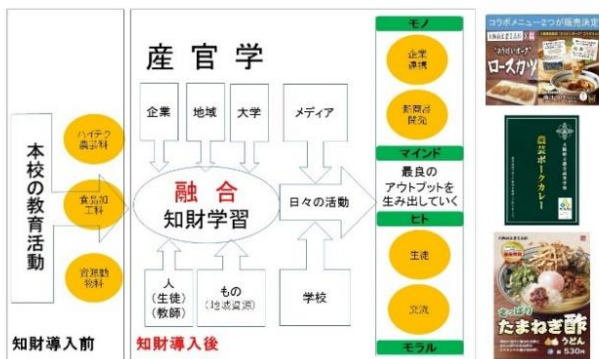 産官学
企業
地域
大学
メディア
本校の教育活動
ハイテク
農芸科
食品加
工科
資源動
物科
融合
知財学習
日々の活動
人
(生徒)
(教師)
もの
(地域資源)
学校
知財導入前
知財導入後
モノ
企業
連携
新商品
開発
マインド
最良の
アウトプットを
生み出していく
ヒト
生徒
交流
モラル
コラボメニュー2つが販売決定
ロースカツ
農芸ポークカレー
さっぱり
たまねぎ酢
うどん
530円